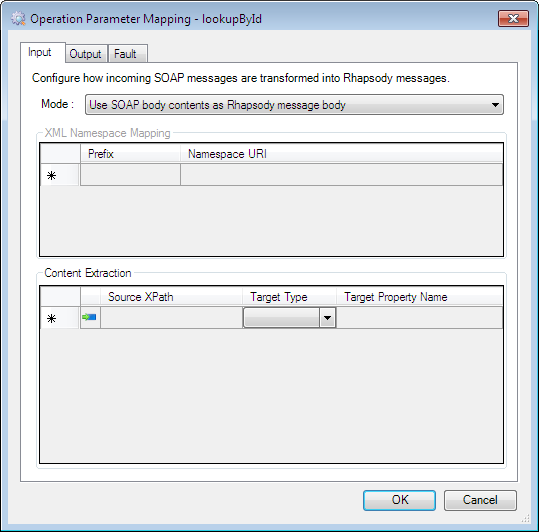 Operation Parameter Mapping - lookupById
Input Output Fault
Configure how incoming SOAP messages are transformed into Rhapsody messages.
Mode : Use SOAP body contents as Rhapsody message body
XML Namespace Mapping
Prefix Namespace URI
Content Extraction
Source XPath Target Type Target Property Name
OK Cancel